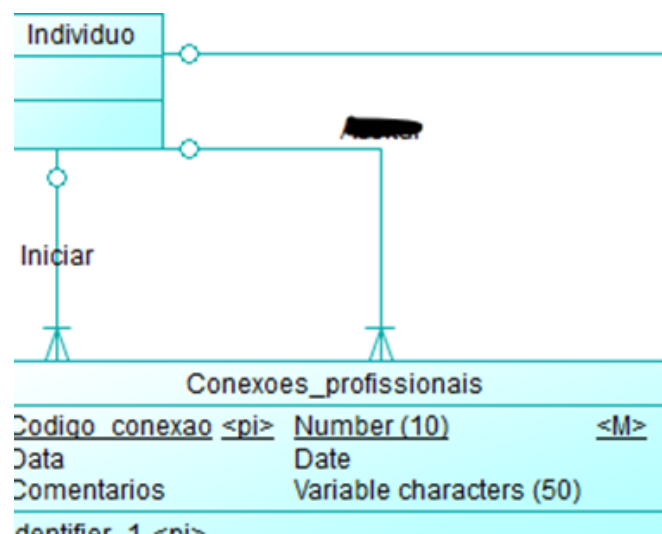 Individuo
Iniciar
Conexoes_profissionais
Codigo_conexao <pi> Number (10) <M>
Data Date
Comentarios Variable characters (50)